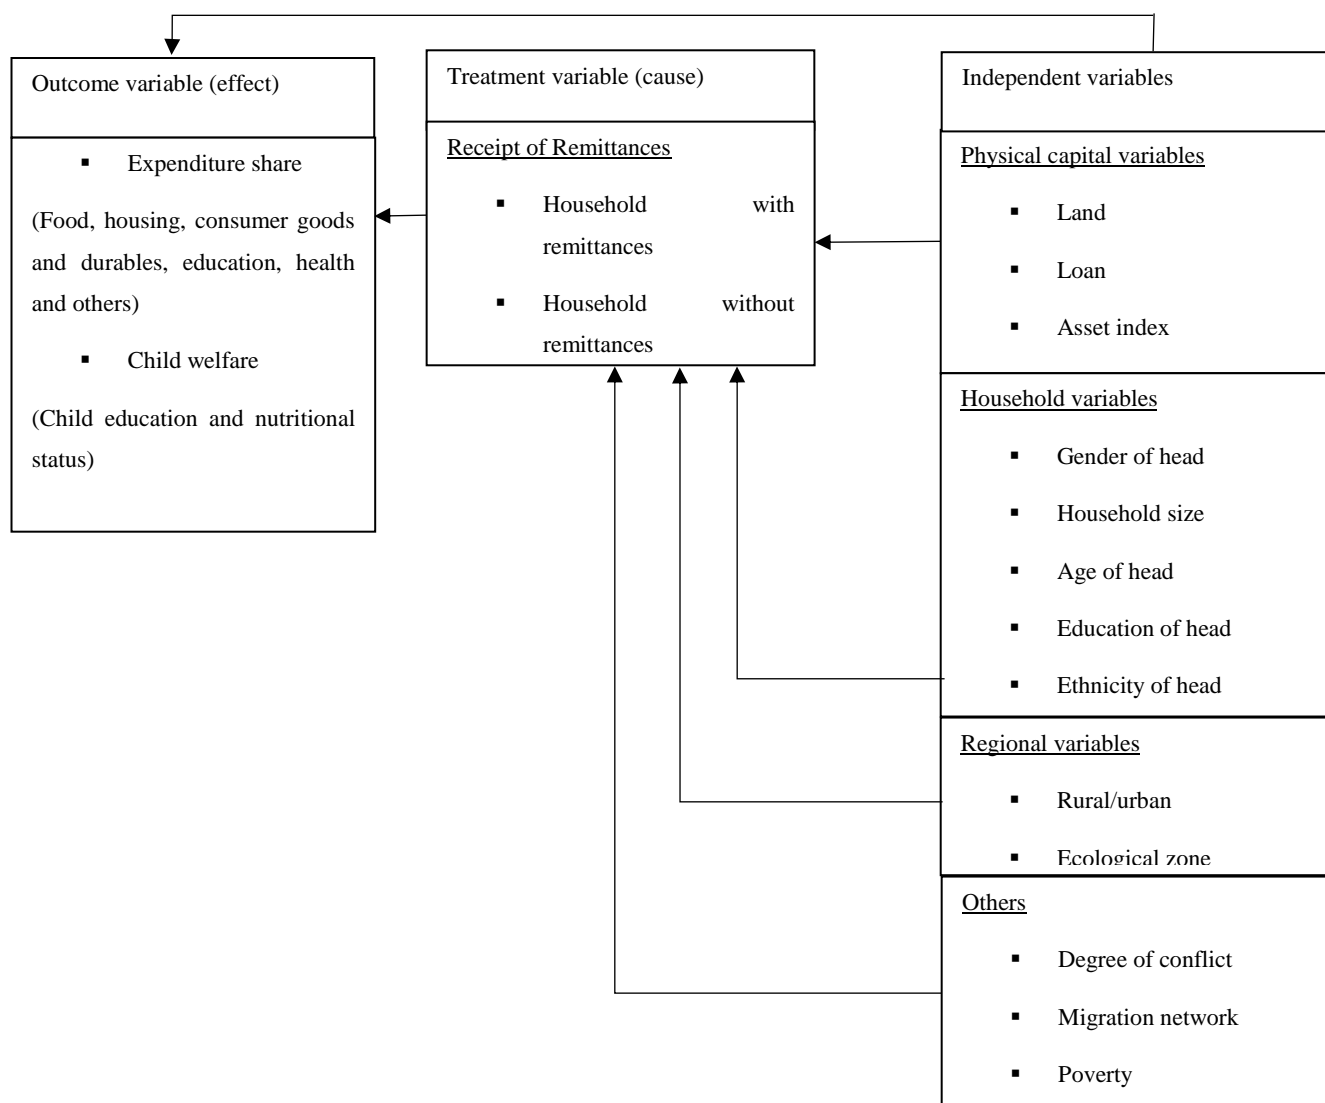 Outcome variable (effect)
▪ Expenditure share
(Food, housing, consumer goods
and durables, education, health
and others)
▪ Child welfare
(Child education and nutritional
status)
Treatment variable (cause)
Receipt of Remittances
▪ Household with
remittances
▪ Household without
remittances
Independent variables
Physical capital variables
▪ Land
▪ Loan
▪ Asset index
Household variables
▪ Gender of head
▪ Household size
▪ Age of head
▪ Education of head
▪ Ethnicity of head
Regional variables
▪ Rural/urban
▪ Ecological zone
Others
▪ Degree of conflict
▪ Migration network
▪ Poverty